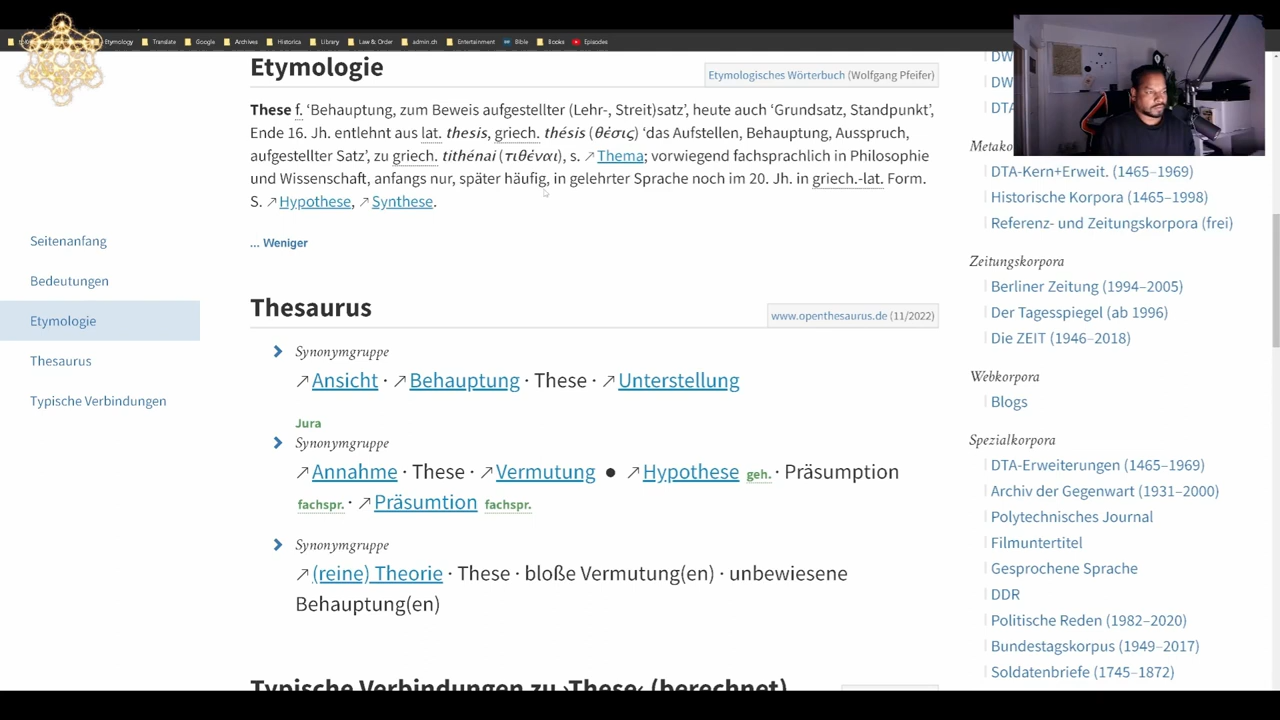 Etymology
Translate
Google
Archives
Historica
Library
Law & Order
admin.ch
Entertainment
Bible
Books
Episodes
Etymologie
Etymologisches Wörterbuch (Wolfgang Pfeifer)
These f. ‘Behauptung, zum Beweis aufgestellter (Lehr-, Streit)satz’, heute auch ‘Grundsatz, Standpunkt’,
Ende 16. Jh. entlehnt aus lat. thesis, griech. thésis (θέσις) ‘das Aufstellen, Behauptung, Ausspruch,
aufgestellter Satz’, zu griech. tithénai (τιθέναι), s. ↗Thema; vorwiegend fachsprachlich in Philosophie
und Wissenschaft, anfangs nur, später häufig, in gelehrter Sprache noch im 20. Jh. in griech.-lat. Form.
S. ↗Hypothese, ↗Synthese.
... Weniger
Seitenanfang
Bedeutungen
Etymologie
Thesaurus
Typische Verbindungen
Thesaurus
www.openthesaurus.de (11/2022)
Synonymgruppe
↗Ansicht · ↗Behauptung · These · ↗Unterstellung
Jura
Synonymgruppe
↗Annahme · These · ↗Vermutung ● ↗Hypothese geh. · Präsumption
fachspr. · ↗Präsumtion fachspr.
Synonymgruppe
↗(reine) Theorie · These · bloße Vermutung(en) · unbewiesene
Behauptung(en)
Typische Verbindungen zu ›These‹ (berechnet)
DTA-Kern+Erweit. (1465–1969)
Historische Korpora (1465–1998)
Referenz- und Zeitungskorpora (frei)
Zeitungskorpora
Berliner Zeitung (1994–2005)
Der Tagesspiegel (ab 1996)
Die ZEIT (1946–2018)
Webkorpora
Blogs
Spezialkorpora
DTA-Erweiterungen (1465–1969)
Archiv der Gegenwart (1931–2000)
Polytechnisches Journal
Filmuntertitel
Gesprochene Sprache
DDR
Politische Reden (1982–2020)
Bundestagskorpus (1949–2017)
Soldatenbriefe (1745–1872)